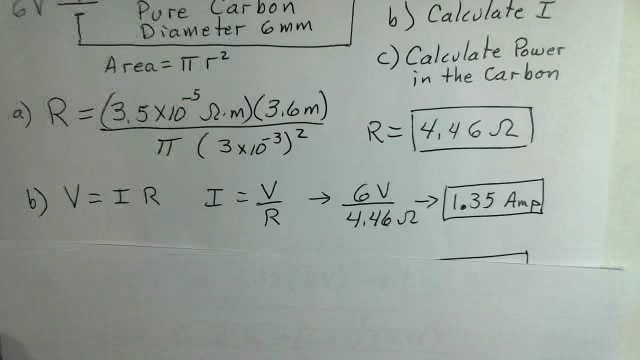 6V
Pure Carbon
Diameter 6mm
Area = π r²
b) Calculate I
c) Calculate Power
in the Carbon
a) R = (3.5×10⁻⁵ Ω·m)(3.6m) / π (3×10⁻³)²
R = 4.46 Ω
b) V = I R I = V/R → 6V/4.46Ω → 1.35 Amp